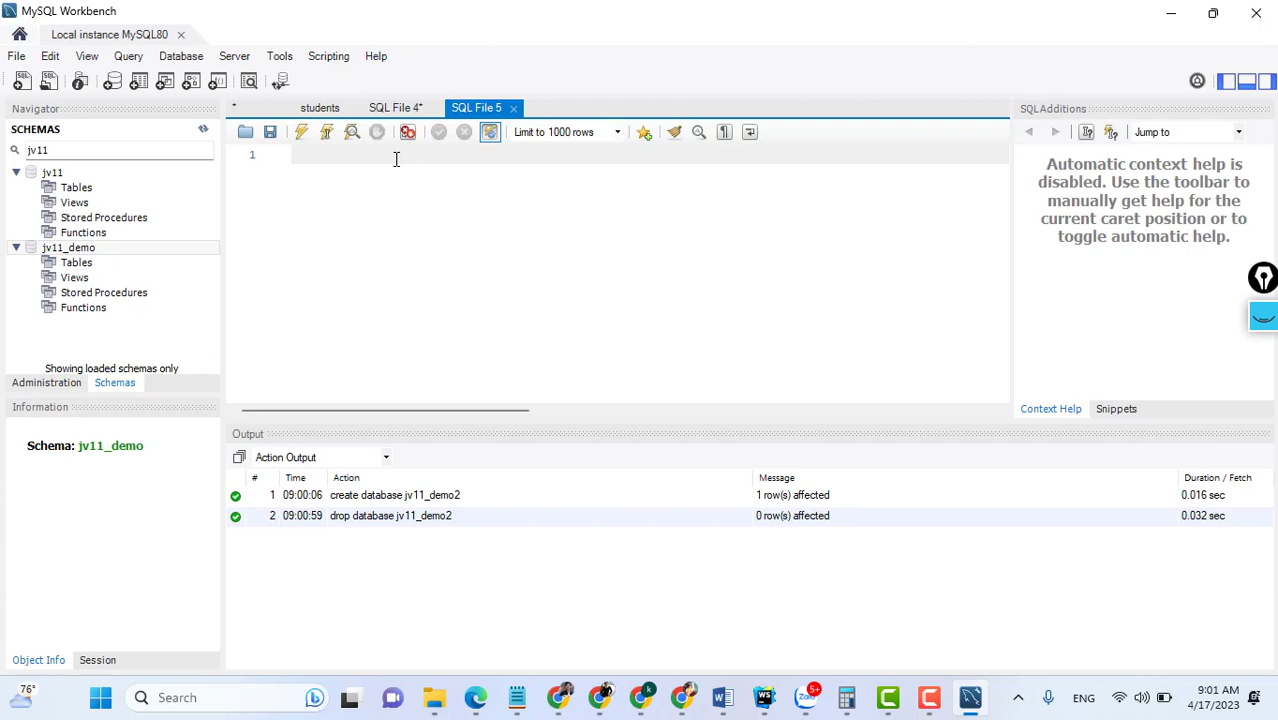 MySQL Workbench
Local instance MySQL80
File Edit View Query Database Server Tools Scripting Help
Navigator
SCHEMAS
jv11
jv11
Tables
Views
Stored Procedures
Functions
jv11_demo
Tables
Views
Stored Procedures
Functions
Showing loaded schemas only
Administration Schemas
Information
Schema: jv11_demo
Object Info Session
* students SQL File 4* SQL File 5
Limit to 1000 rows
1
SQLAdditions
Jump to
Automatic context help is
disabled. Use the toolbar to
manually get help for the
current caret position or to
toggle automatic help.
Context Help Snippets
Output
Action Output
# Time Action Message Duration / Fetch
1 09:00:06 create database jv11_demo2 1 row(s) affected 0.016 sec
2 09:00:59 drop database jv11_demo2 0 row(s) affected 0.032 sec
76°
Search
k
W
WS
Zalo
5+
ENG
9:01 AM
4/17/2023